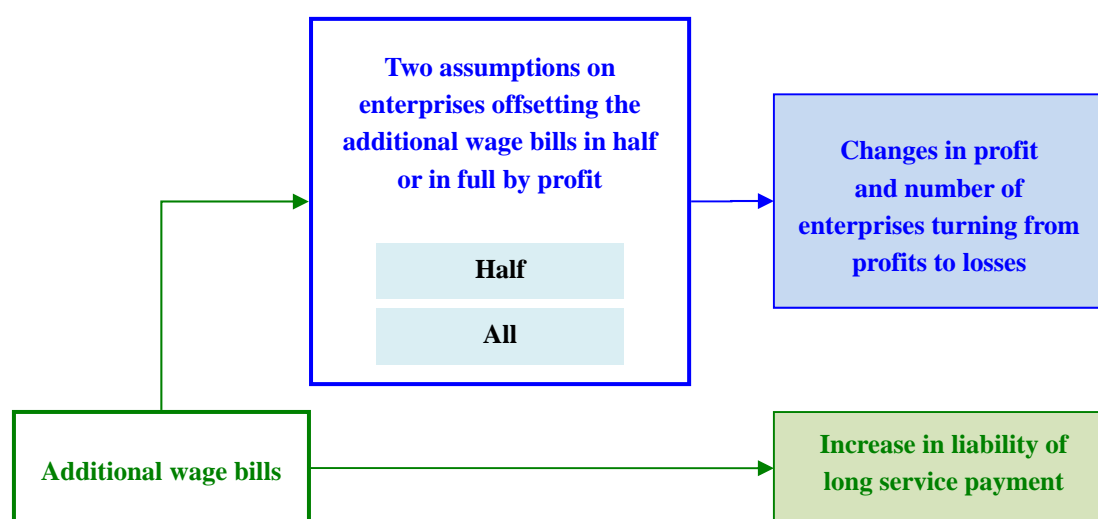 Two assumptions on
enterprises offsetting the
additional wage bills in half
or in full by profit
Half
All
Changes in profit
and number of
enterprises turning from
profits to losses
Additional wage bills
Increase in liability of
long service payment